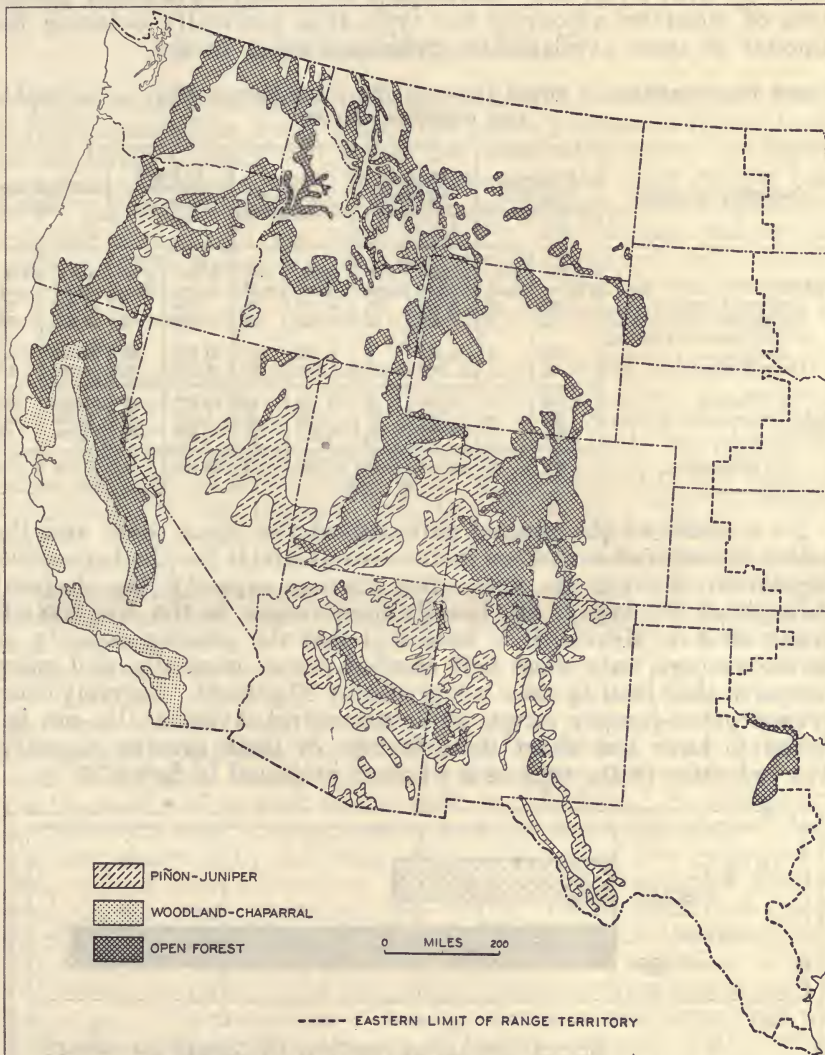 PIÑON-JUNIPER
WOODLAND-CHAPARRAL
OPEN FOREST
0 MILES 200
EASTERN LIMIT OF RANGE TERRITORY